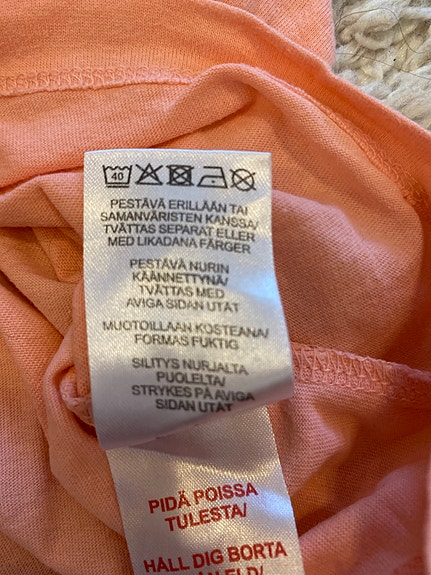 40
PESTÄVÄ ERILLÄÄN TAI
SAMANVÄRISTEN KANSSA/
TVÄTTAS SEPARAT ELLER
MED LIKADANA FÄRGER
PESTÄVÄ NURIN
KÄÄNNETTYNÄ/
TVÄTTAS MED
AVIGA SIDAN UTÅT
MUOTOILLAAN KOSTEANA/
FORMAS FUKTIG
SILITYS NURJALTA
PUOLELTA/
STRYKES PÅ AVIGA
SIDAN UTÅT
PIDÄ POISSA
TULESTA/
HÅLL DIG BORTA